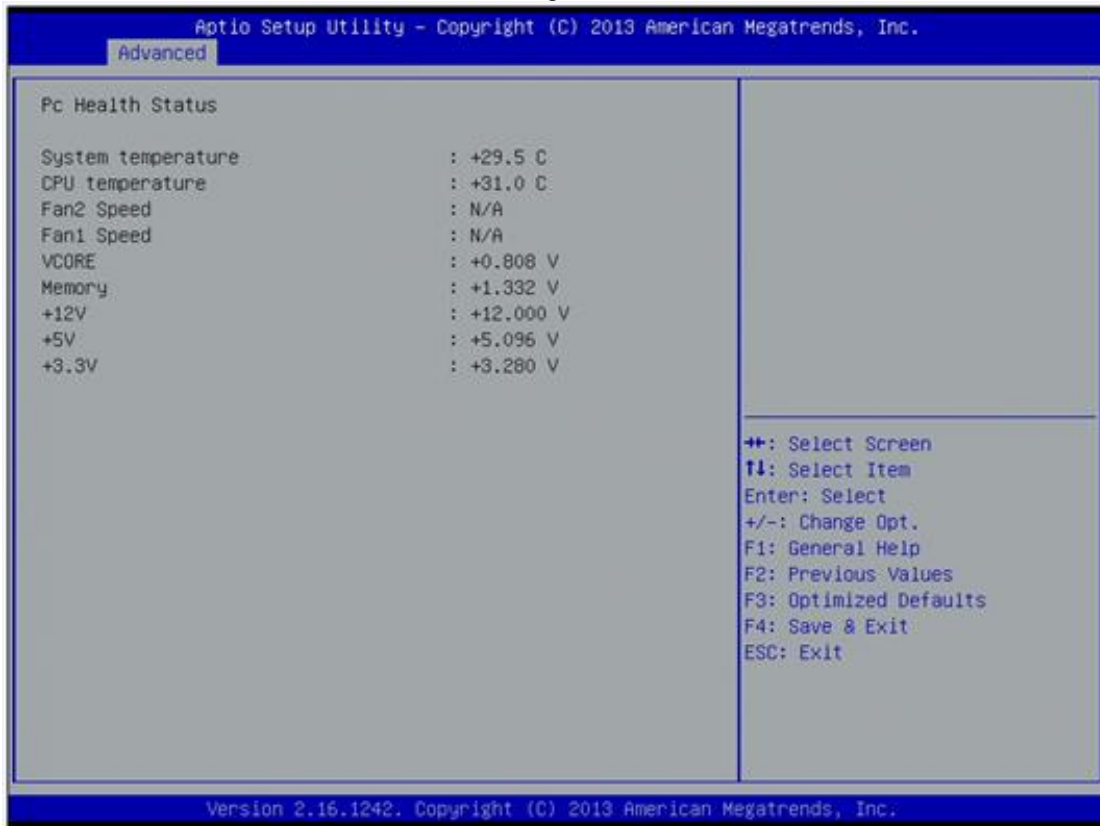 Aptio Setup Utility – Copyright (C) 2013 American Megatrends, Inc.
Advanced
Pc Health Status
System temperature : +29.5 C
CPU temperature : +31.0 C
Fan2 Speed : N/A
Fan1 Speed : N/A
VCORE : +0.808 V
Memory : +1.332 V
+12V : +12.000 V
+5V : +5.096 V
+3.3V : +3.280 V
→←: Select Screen
↑↓: Select Item
Enter: Select
+/-: Change Opt.
F1: General Help
F2: Previous Values
F3: Optimized Defaults
F4: Save & Exit
ESC: Exit
Version 2.16.1242. Copyright (C) 2013 American Megatrends, Inc.